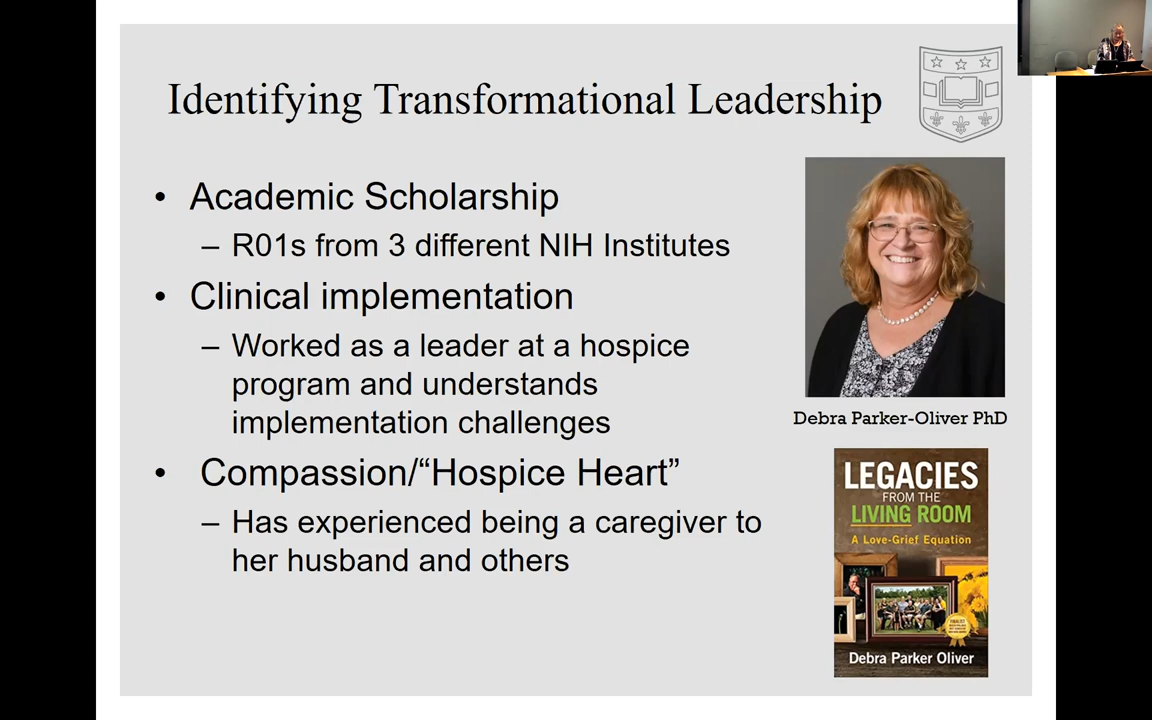 Identifying Transformational Leadership
• Academic Scholarship
– R01s from 3 different NIH Institutes
• Clinical implementation
– Worked as a leader at a hospice
program and understands
implementation challenges
• Compassion/“Hospice Heart”
– Has experienced being a caregiver to
her husband and others
Debra Parker-Oliver PhD
LEGACIES
FROM THE
LIVING ROOM
A Love-Grief Equation
FINALIST
Debra Parker Oliver